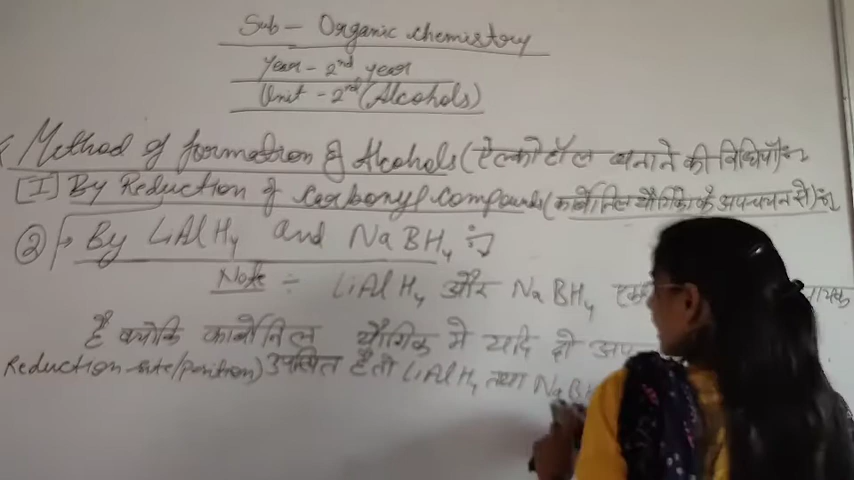 Sub - Organic chemistry
Year - 2nd year
Unit - 2nd (Alcohols)
Method of formation of Alcohols (ऐल्कोहॉल बनाने की विधियाँ)÷
[I] By Reduction of Carbonyl Compounds (कार्बोनिल यौगिको के अपचयन से)÷
② By LiAlH4 and NaBH4 ÷
Note ÷ LiAlH4 और NaBH4
है क्योकि कार्बोनिल यौगिक मे यदि दो
Reduction-site/position) उपस्थित है तो LiAlH4 तथा